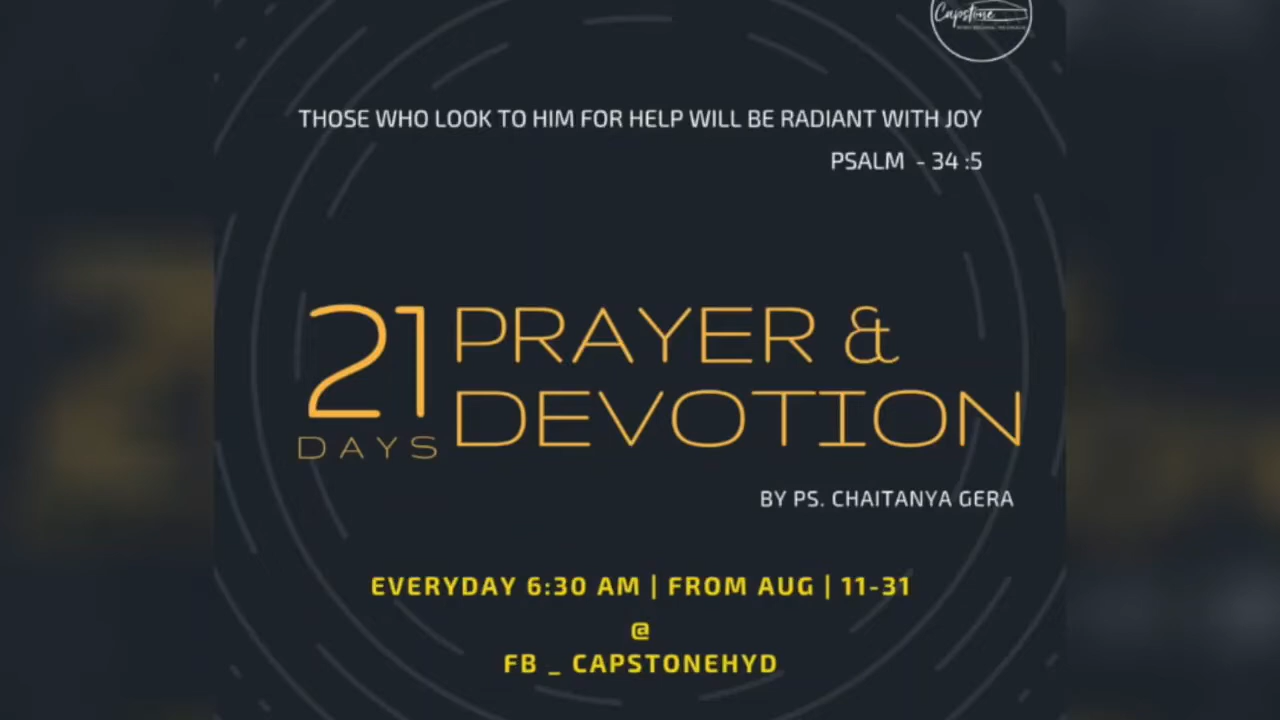 Capstone
THOSE WHO LOOK TO HIM FOR HELP WILL BE RADIANT WITH JOY
PSALM - 34 :5
21 PRAYER &
DAYS DEVOTION
BY PS. CHAITANYA GERA
EVERYDAY 6:30 AM | FROM AUG | 11-31
@
FB _ CAPSTONEHYD